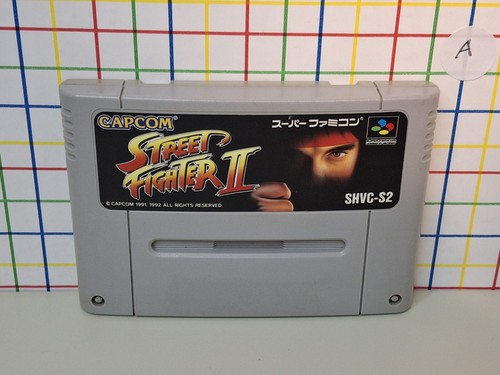 A
CAPCOM
スーパーファミコン
STREET
FIGHTER II
SHVC-S2
© CAPCOM 1991, 1992 ALL RIGHTS RESERVED.